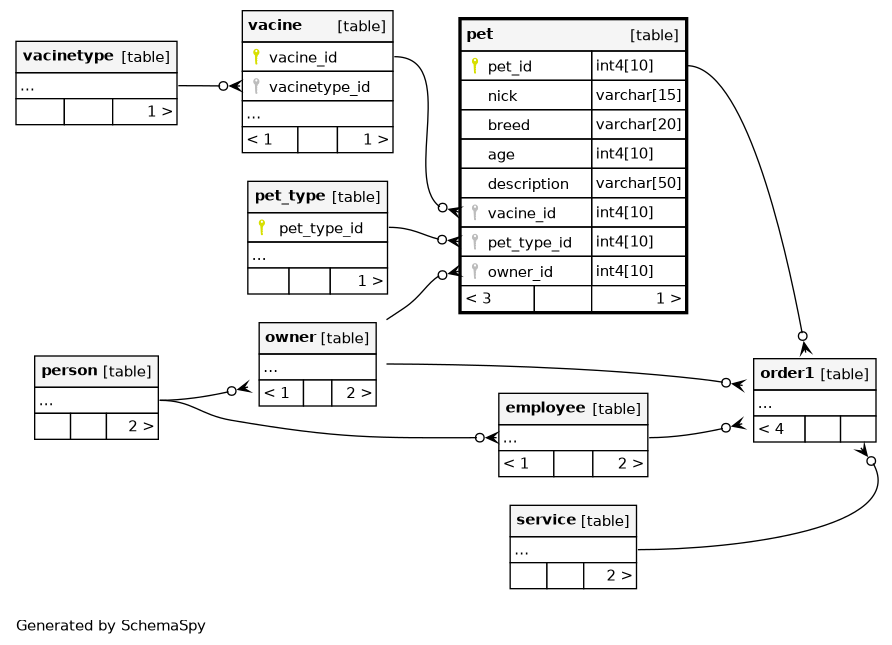 vacinetype [table]
...
1 >
vacine [table]
vacine_id
vacinetype_id
...
< 1 1 >
pet [table]
pet_id int4[10]
nick varchar[15]
breed varchar[20]
age int4[10]
description varchar[50]
vacine_id int4[10]
pet_type_id int4[10]
owner_id int4[10]
< 3 1 >
pet_type [table]
pet_type_id
...
1 >
owner [table]
...
< 1 2 >
person [table]
...
2 >
employee [table]
...
< 1 2 >
order1 [table]
...
< 4
service [table]
...
2 >
Generated by SchemaSpy